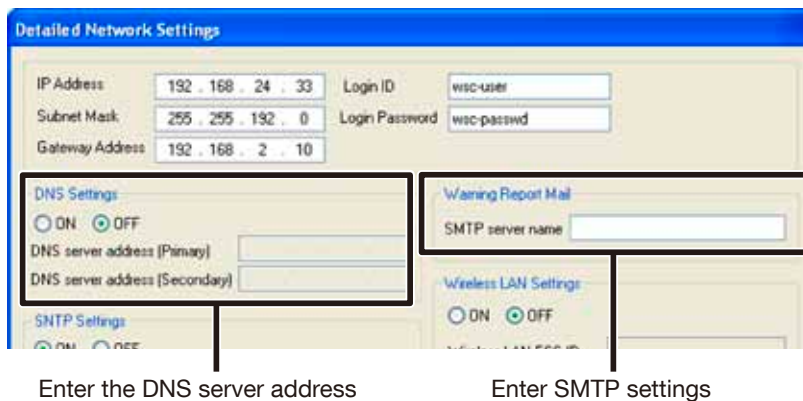 Detailed Network Settings
IP Address 192 . 168 . 24 . 33 Login ID wsc-user
Subnet Mask 255 . 255 . 192 . 0 Login Password wsc-passwd
Gateway Address 192 . 168 . 2 . 10
DNS Settings
ON OFF
DNS server address (Primary)
DNS server address (Secondary)
Warning Report Mail
SMTP server name
Wireless LAN Settings
ON OFF
SNTP Settings
ON OFF
Enter the DNS server address
Enter SMTP settings